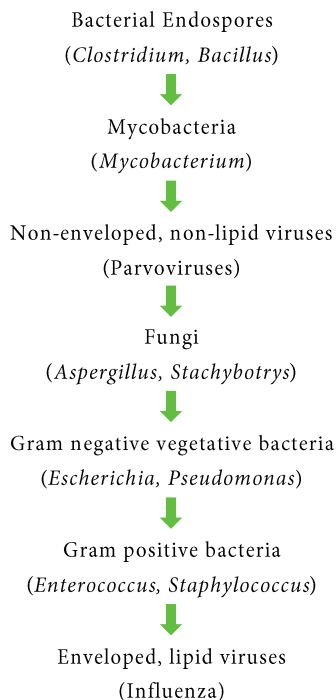 Bacterial Endospores
(Clostridium, Bacillus)
Mycobacteria
(Mycobacterium)
Non-enveloped, non-lipid viruses
(Parvoviruses)
Fungi
(Aspergillus, Stachybotrys)
Gram negative vegetative bacteria
(Escherichia, Pseudomonas)
Gram positive bacteria
(Enterococcus, Staphylococcus)
Enveloped, lipid viruses
(Influenza)